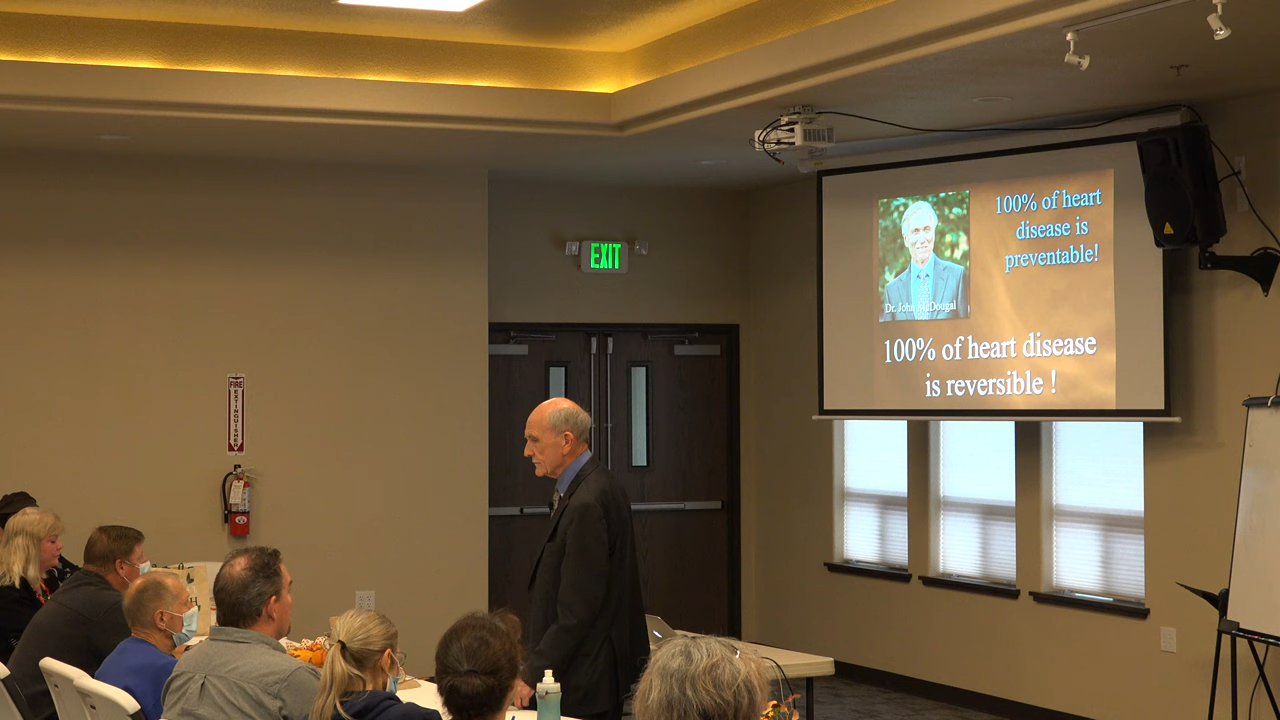 EXIT
100% of heart
disease is
preventable!
Dr. John McDougal
100% of heart disease
is reversible !
FIRE
EXTINGUISHER